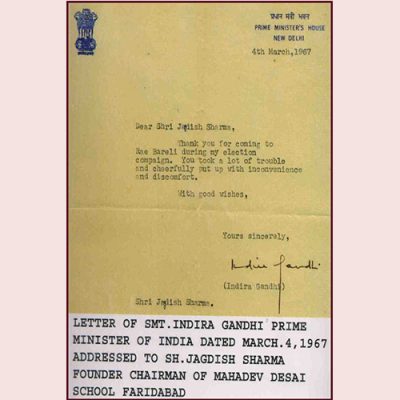 प्रधान मंत्री भवन
PRIME MINISTER'S HOUSE
NEW DELHI
4th March, 1967
Dear Shri Jagdish Sharma,
Thank you for coming to
Rae Bareli during my election
campaign. You took a lot of trouble
and cheerfully put up with inconvenience
and discomfort.
With good wishes,
Yours sincerely,
Indira Gandhi
(Indira Gandhi)
Shri Jagdish Sharma.
LETTER OF SMT.INDIRA GANDHI PRIME
MINISTER OF INDIA DATED MARCH.4,1967
ADDRESSED TO SH.JAGDISH SHARMA
FOUNDER CHAIRMAN OF MAHADEV DESAI
SCHOOL FARIDABAD